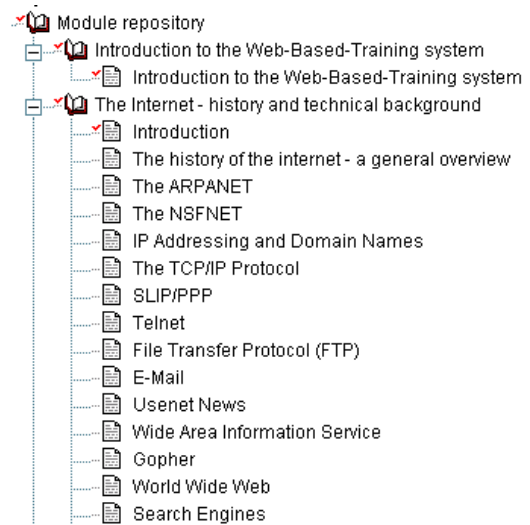 Module repository
Introduction to the Web-Based-Training system
Introduction to the Web-Based-Training system
The Internet - history and technical background
Introduction
The history of the internet - a general overview
The ARPANET
The NSFNET
IP Addressing and Domain Names
The TCP/IP Protocol
SLIP/PPP
Telnet
File Transfer Protocol (FTP)
E-Mail
Usenet News
Wide Area Information Service
Gopher
World Wide Web
Search Engines